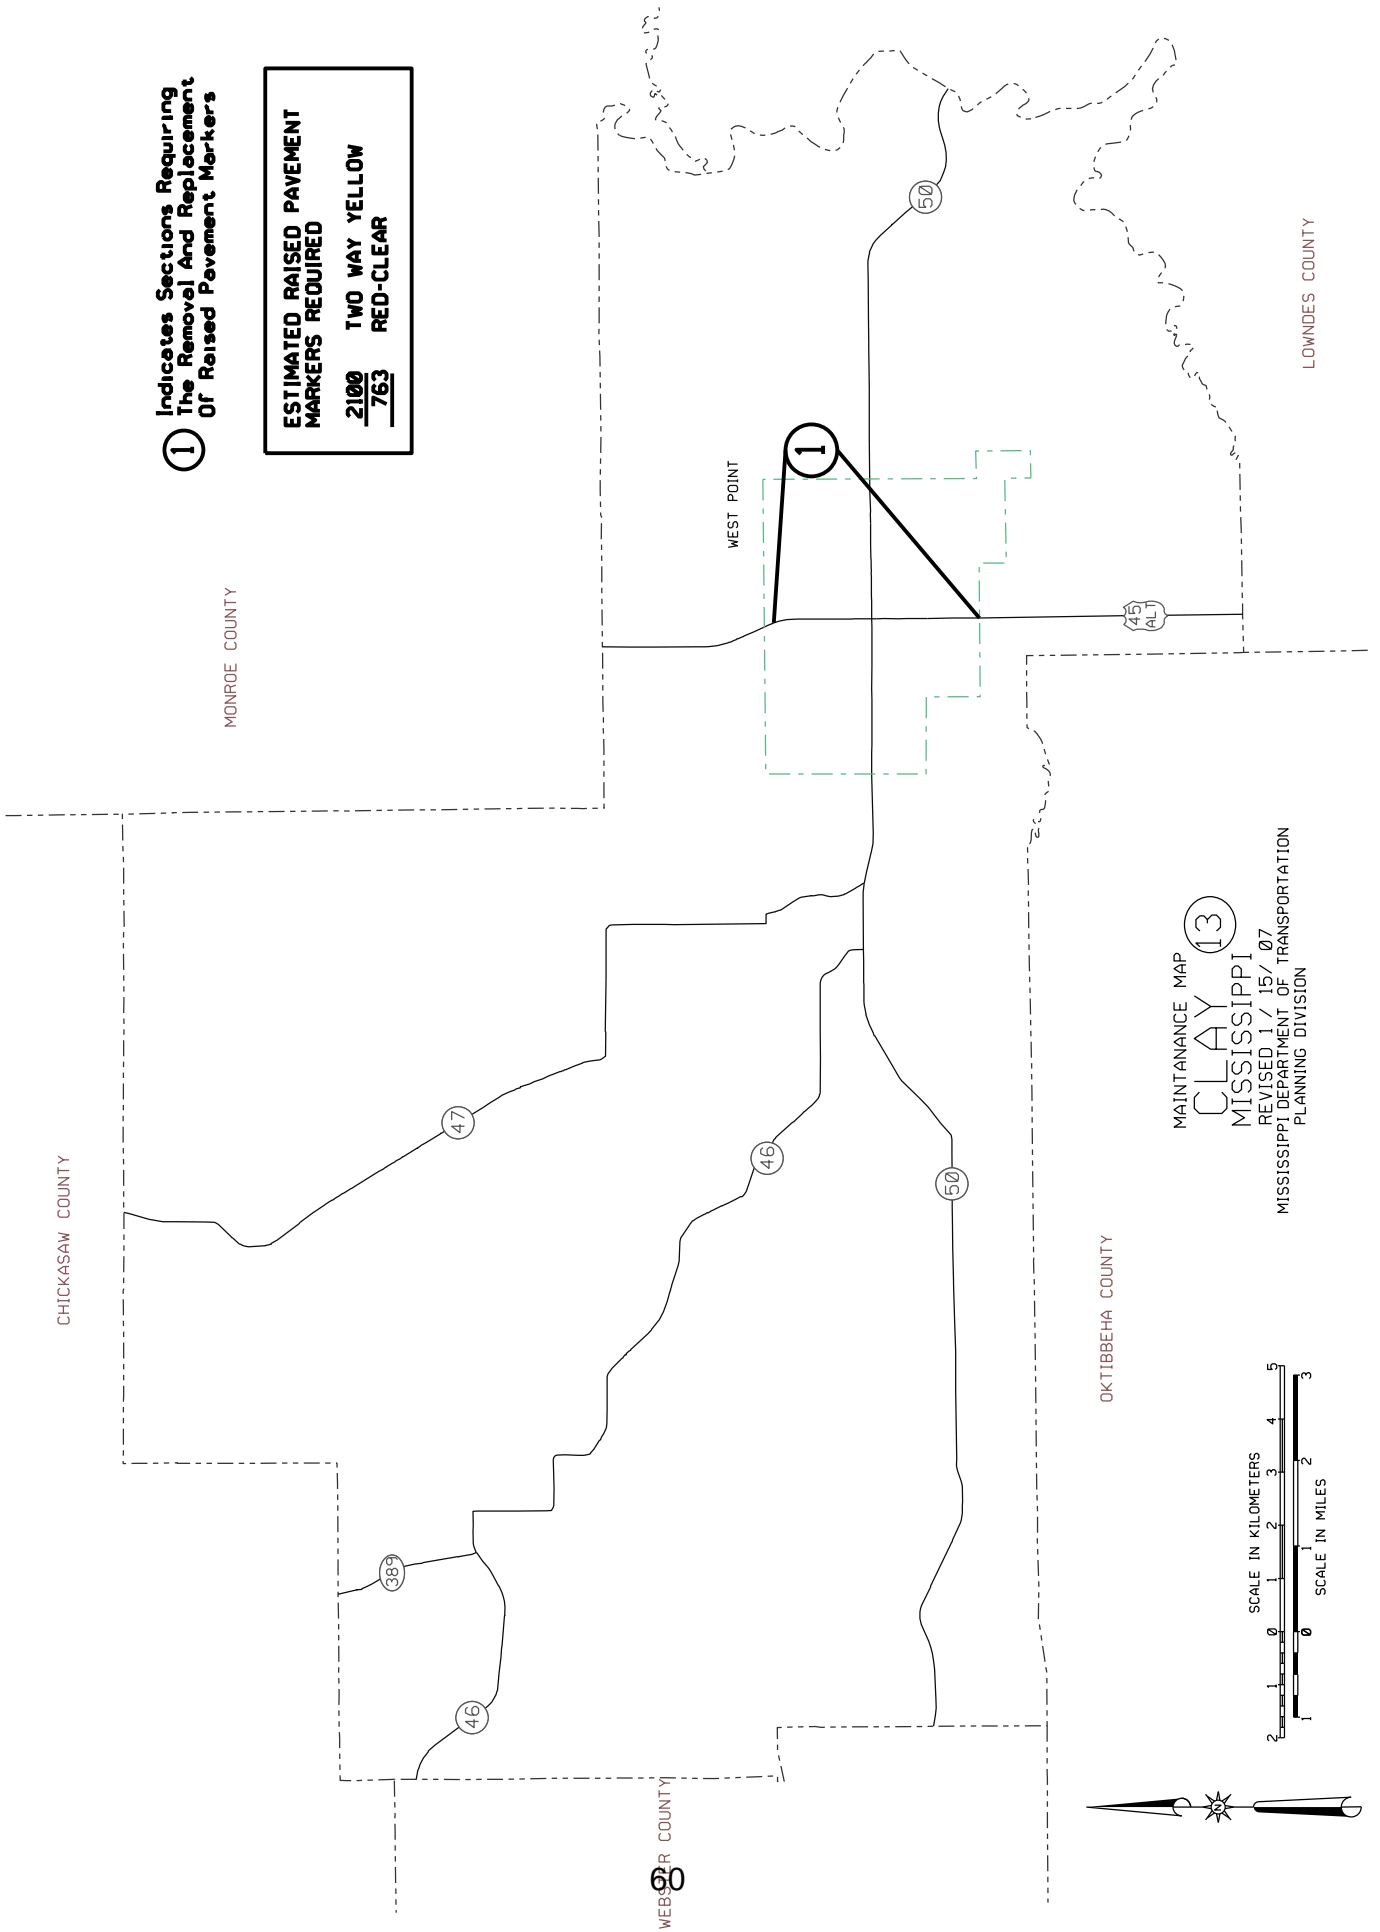 1
Indicates Sections Requiring
The Removal And Replacement
Of Raised Pavement Markers
ESTIMATED RAISED PAVEMENT
MARKERS REQUIRED
2100 TWO WAY YELLOW
763 RED-CLEAR
CHICKASAW COUNTY
MONROE COUNTY
389
47
46
46
WEST POINT
1
50
50
45
ALT
WEBSTER COUNTY
OKTIBBEHA COUNTY
LOWNDES COUNTY
MAINTANANCE MAP
CLAY 13
MISSISSIPPI
REVISED 1 / 15/ 07
MISSISSIPPI DEPARTMENT OF TRANSPORTATION
PLANNING DIVISION
SCALE IN KILOMETERS
2 1 0 1 2 3 4 5
1 0 1 2 3
SCALE IN MILES
N
60